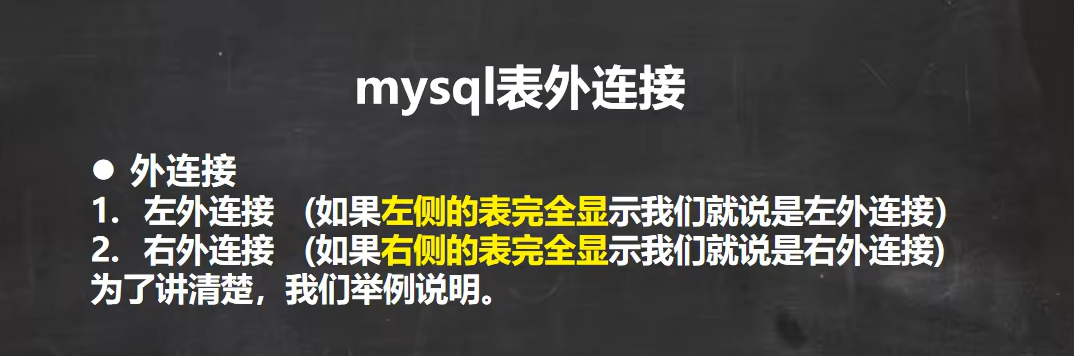 mysql表外连接
● 外连接
1. 左外连接 (如果左侧的表完全显示我们就说是左外连接)
2. 右外连接 (如果右侧的表完全显示我们就说是右外连接)
为了讲清楚，我们举例说明。